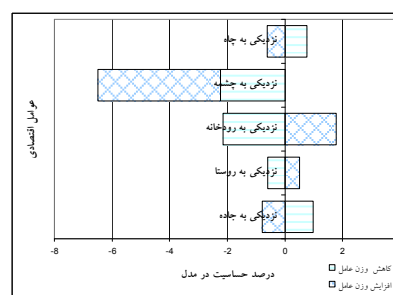 نزدیکی به چاه
نزدیکی به چشمه
نزدیکی به رودخانه
نزدیکی به روستا
نزدیکی به جاده
عوامل اقتصادی
-8 -6 -4 -2 0 2
درصد حساسیت در مدل
کاهش وزن عامل
افزایش وزن عامل